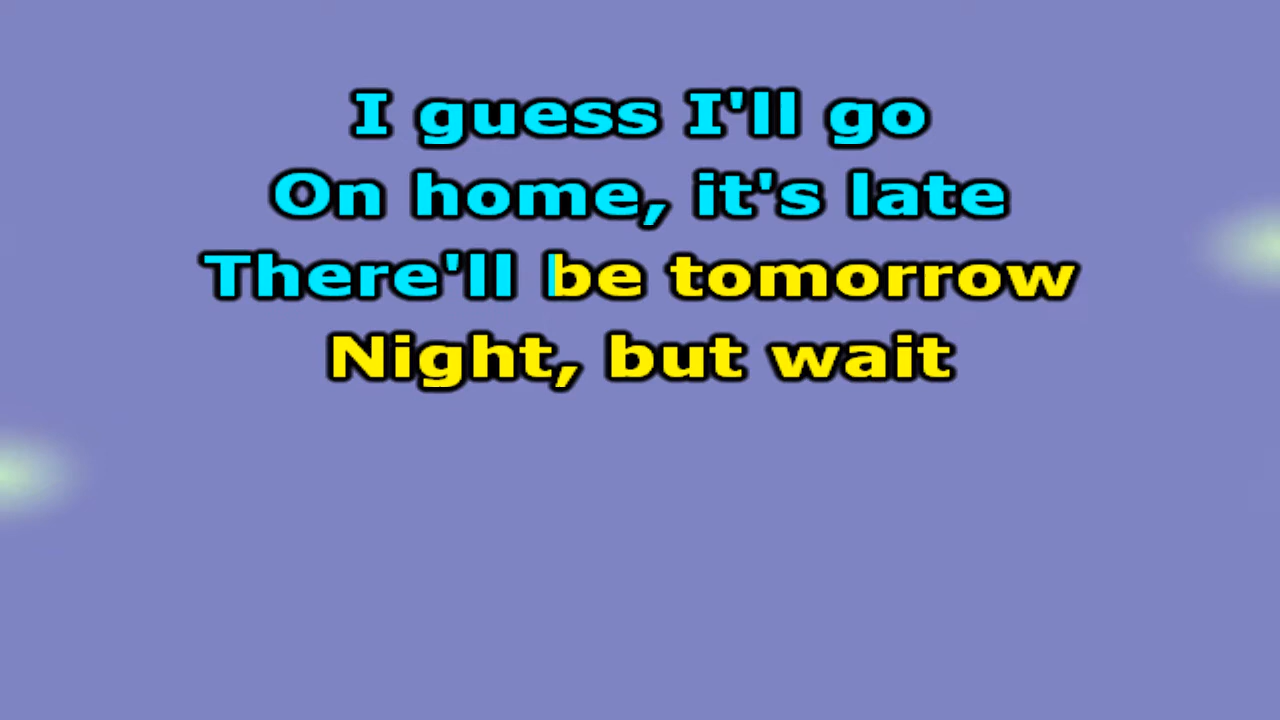 I guess I'll go
On home, it's late
There'll be tomorrow
Night, but wait